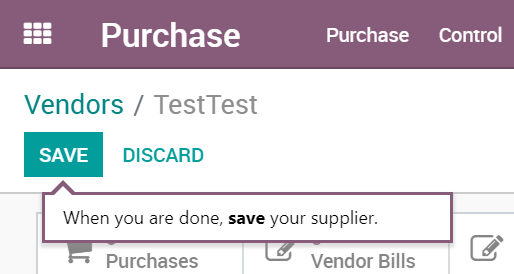 Purchase Purchase Control
Vendors / TestTest
SAVE DISCARD
When you are done, save your supplier.
Purchases Vendor Bills